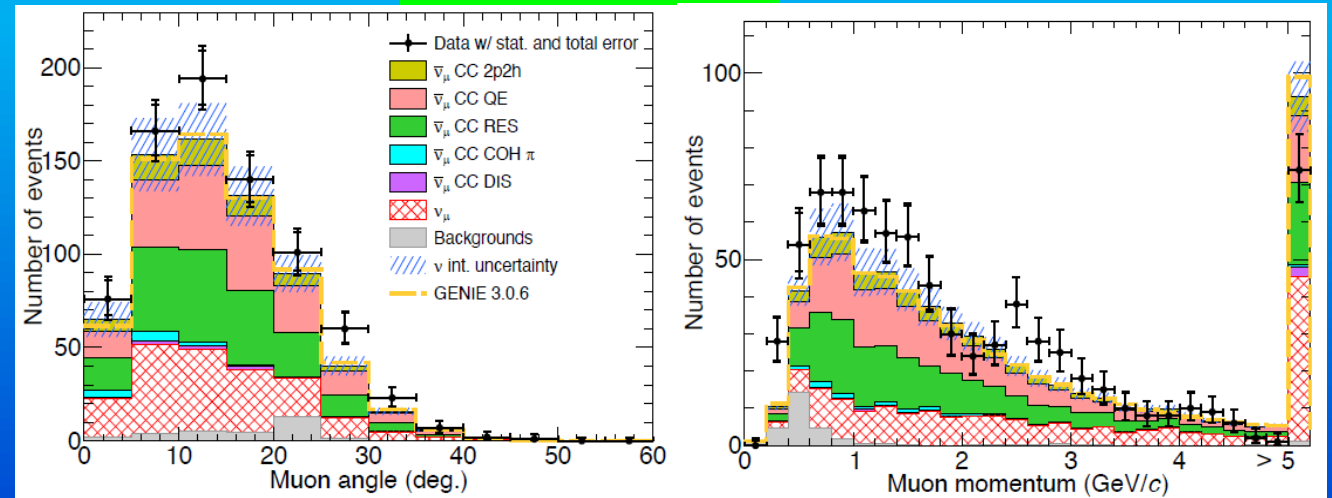 Number of events
200
150
100
50
0
0
10
20
30
40
50
60
Muon angle (deg.)
Data w/ stat. and total error
ν̅μ CC 2p2h
ν̅μ CC QE
ν̅μ CC RES
ν̅μ CC COH π
ν̅μ CC DIS
νμ
Backgrounds
ν int. uncertainty
GENIE 3.0.6
Number of events
100
50
0
0
1
2
3
4
> 5
Muon momentum (GeV/c)